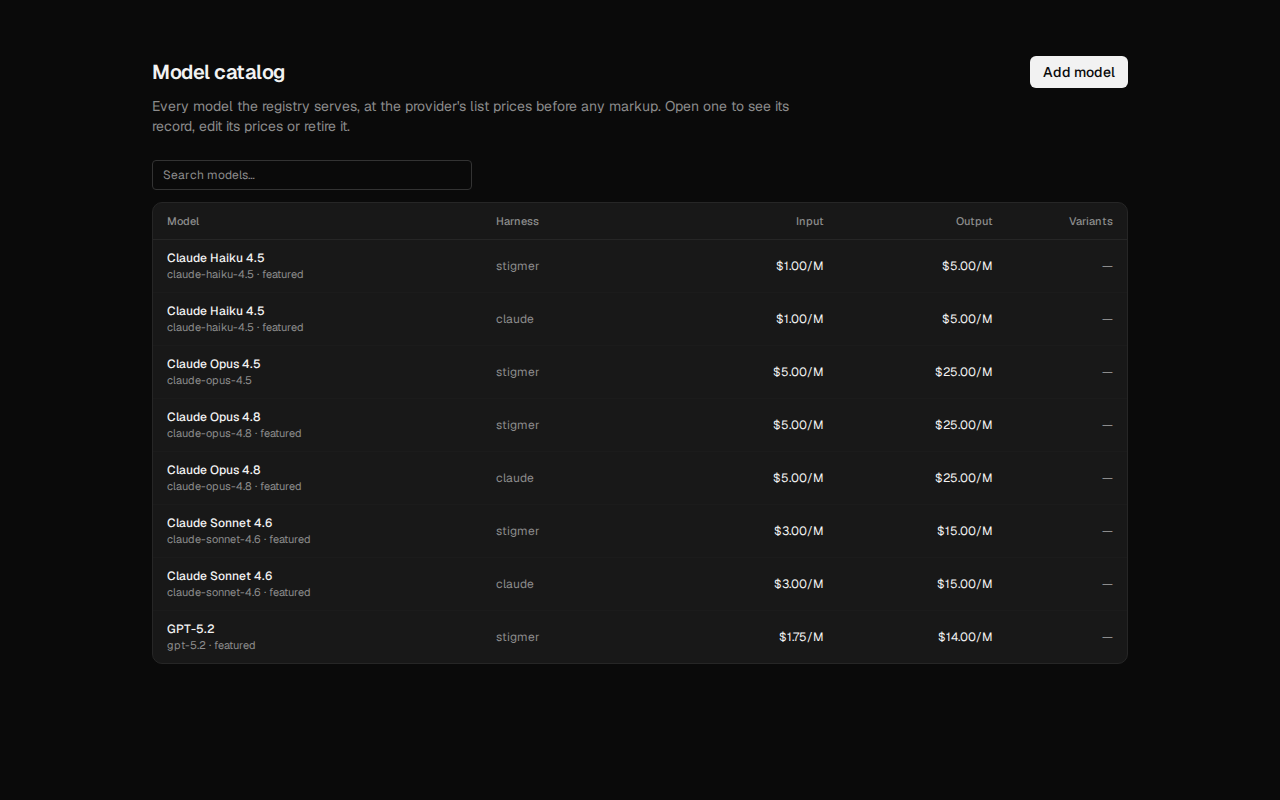 Model catalog
Add model
Every model the registry serves, at the provider's list prices before any markup. Open one to see its
record, edit its prices or retire it.
Search models…
Model Harness Input Output Variants
Claude Haiku 4.5
claude-haiku-4.5 · featured
stigmer $1.00/M $5.00/M —
Claude Haiku 4.5
claude-haiku-4.5 · featured
claude $1.00/M $5.00/M —
Claude Opus 4.5
claude-opus-4.5
stigmer $5.00/M $25.00/M —
Claude Opus 4.8
claude-opus-4.8 · featured
stigmer $5.00/M $25.00/M —
Claude Opus 4.8
claude-opus-4.8 · featured
claude $5.00/M $25.00/M —
Claude Sonnet 4.6
claude-sonnet-4.6 · featured
stigmer $3.00/M $15.00/M —
Claude Sonnet 4.6
claude-sonnet-4.6 · featured
claude $3.00/M $15.00/M —
GPT-5.2
gpt-5.2 · featured
stigmer $1.75/M $14.00/M —